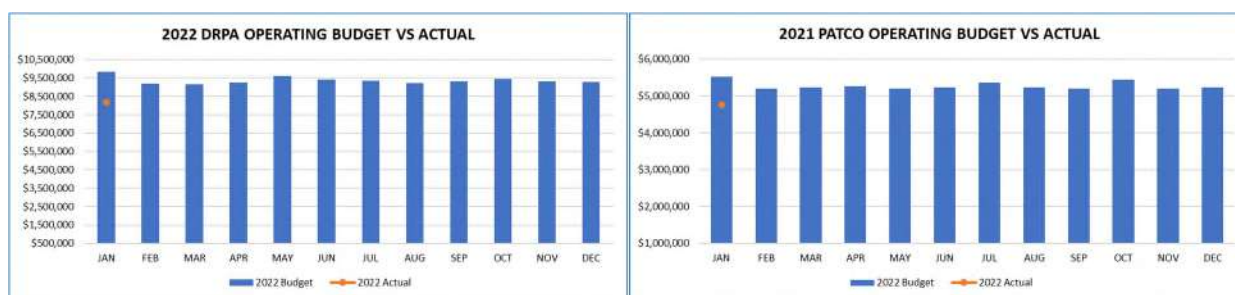 2022 DRPA OPERATING BUDGET VS ACTUAL
$10,500,000
$9,500,000
$8,500,000
$7,500,000
$6,500,000
$5,500,000
$4,500,000
$3,500,000
$2,500,000
$1,500,000
$500,000
JAN FEB MAR APR MAY JUN JUL AUG SEP OCT NOV DEC
2022 Budget 2022 Actual
2021 PATCO OPERATING BUDGET VS ACTUAL
$6,000,000
$5,000,000
$4,000,000
$3,000,000
$2,000,000
$1,000,000
JAN FEB MAR APR MAY JUN JUL AUG SEP OCT NOV DEC
2022 Budget 2022 Actual